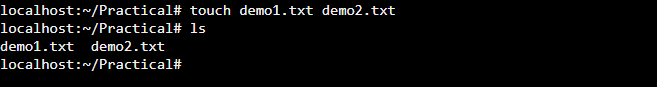 localhost:~/Practical# touch demo1.txt demo2.txt
localhost:~/Practical# ls
demo1.txt  demo2.txt
localhost:~/Practical#